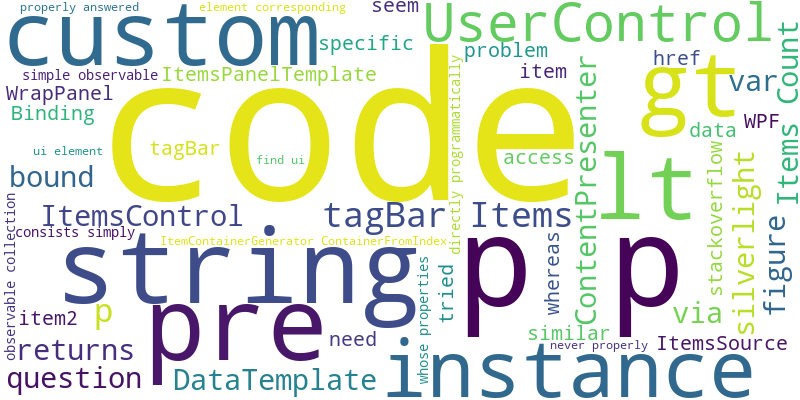 properly answered
element corresponding
seem
UserControl
custom
specific
problem
simple observable
ItemsPanelTemplate
item
href
WrapPanel
gt
var
Items Count
Binding
code
directly programmatically
ContentPresenter
data
WPF
ui element
tagBar
find ui
access
bound
lt
stackoverflow
silverlight
figure
observable collection
ItemsControl
tagBar Items
consists simply
string
ItemContainerGenerator ContainerFromIndex
p p
whereas
whose properties
tried
item2
p
pre
via
returns
need
similar
never properly
ItemsSource
question
DataTemplate
instance